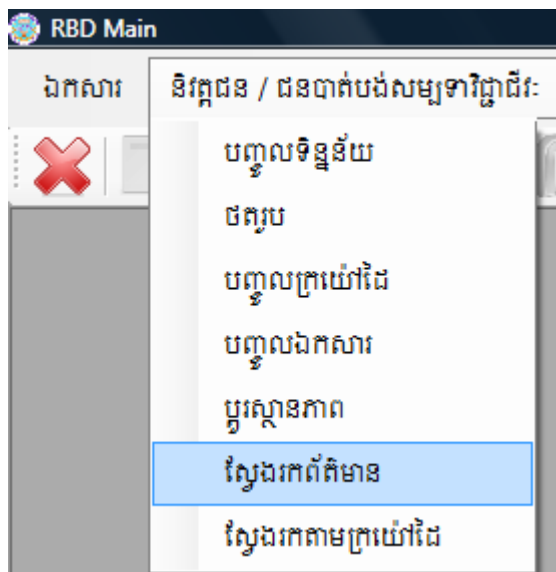 RBD Main
ឯកសារ
និវត្តជន / ជនបាត់បង់សម្បទាវិជ្ជាជីវៈ
បញ្ចូលទិន្នន័យ
ថតរូប
បញ្ចូលក្រយ៉ៅដៃ
បញ្ចូលឯកសារ
ប្តូរស្ថានភាព
ស្វែងរកព័ត៌មាន
ស្វែងរកតាមក្រយ៉ៅដៃ